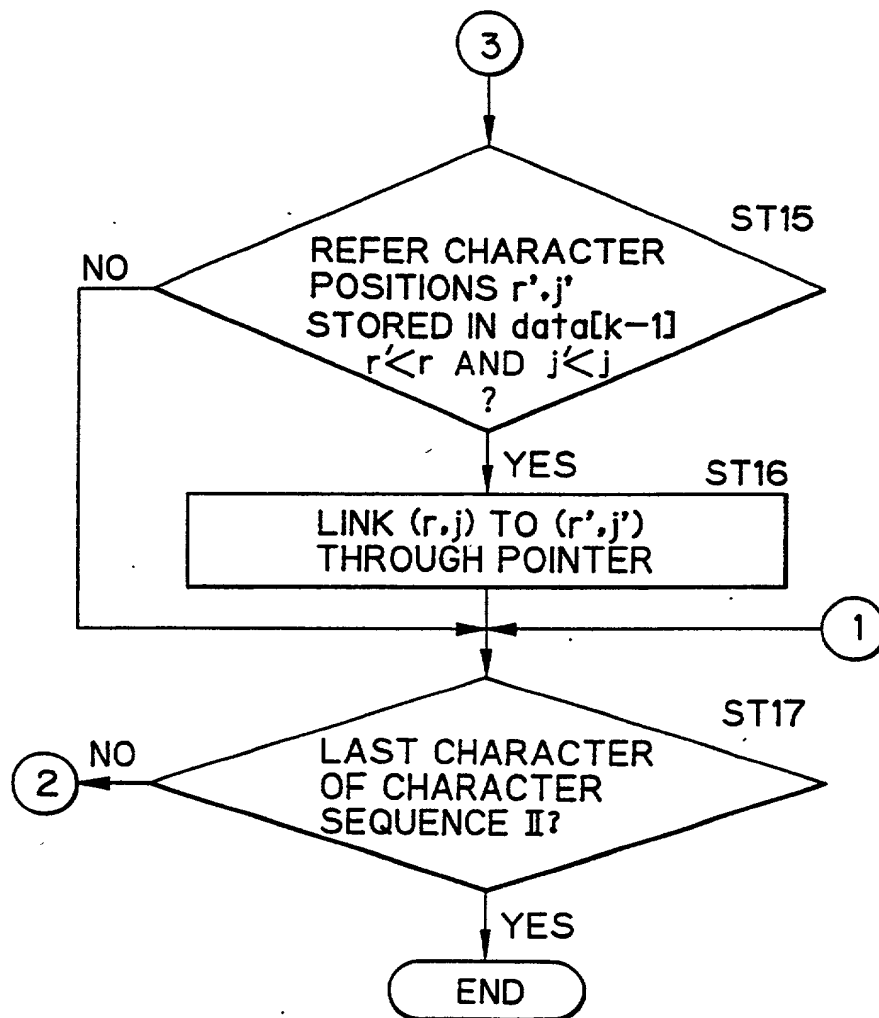 3
ST15
NO
REFER CHARACTER
POSITIONS r',j'
STORED IN data[k-1]
r'<r AND j'<j
?
YES
ST16
LINK (r,j) TO (r',j')
THROUGH POINTER
1
ST17
NO
2
LAST CHARACTER
OF CHARACTER
SEQUENCE II?
YES
END